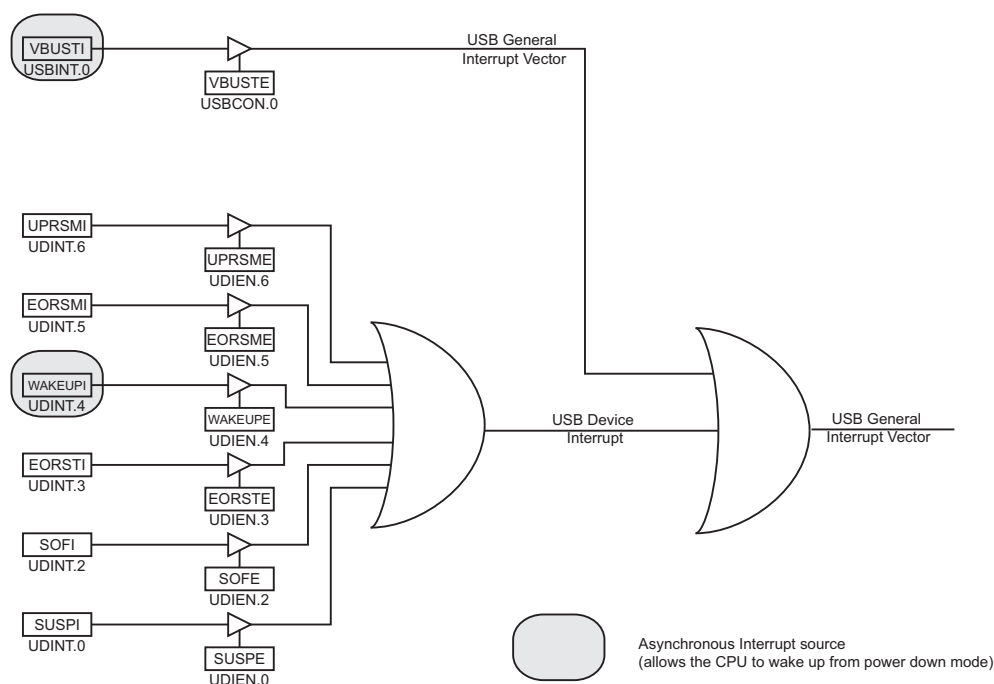 VBUSTI
USBINT.0
VBUSTE
USBCON.0
USB General
Interrupt Vector
UPRSMI
UDINT.6
UPRSME
UDIEN.6
EORSMI
UDINT.5
EORSME
UDIEN.5
WAKEUPI
UDINT.4
WAKEUPE
UDIEN.4
USB Device
Interrupt
USB General
Interrupt Vector
EORSTI
UDINT.3
EORSTE
UDIEN.3
SOFI
UDINT.2
SOFE
UDIEN.2
SUSPI
UDINT.0
SUSPE
UDIEN.0
Asynchronous Interrupt source
(allows the CPU to wake up from power down mode)